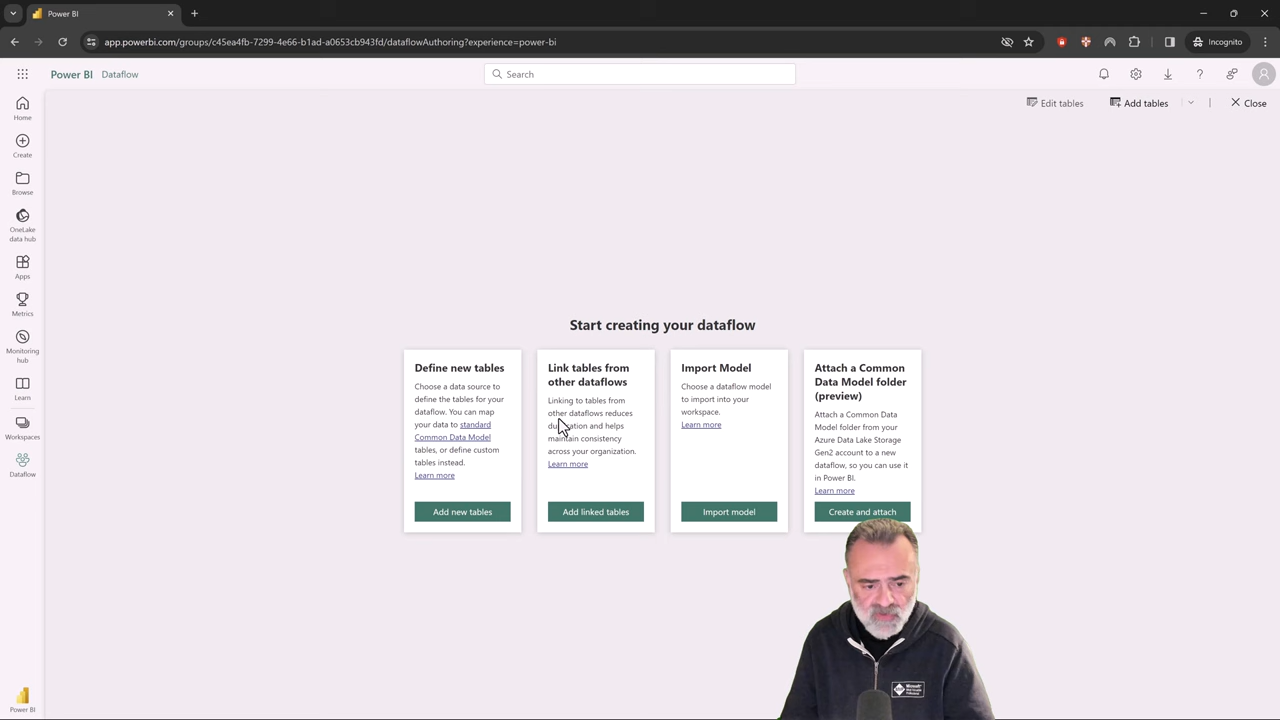 Power BI
app.powerbi.com/groups/c45ea4fb-7299-4e66-b1ad-a0653cb943fd/dataflowAuthoring?experience=power-bi
Incognito
Power BI Dataflow
Search
Edit tables
Add tables
Close
Home
Create
Browse
OneLake
data hub
Apps
Metrics
Monitoring
hub
Learn
Workspaces
Dataflow
Power BI
Start creating your dataflow
Define new tables
Choose a data source to
define the tables for your
dataflow. You can map
your data to standard
Common Data Model
tables, or define custom
tables instead.
Learn more
Add new tables
Link tables from
other dataflows
Linking to tables from
other dataflows reduces
duplication and helps
maintain consistency
across your organization.
Learn more
Add linked tables
Import Model
Choose a dataflow model
to import into your
workspace.
Learn more
Import model
Attach a Common
Data Model folder
(preview)
Attach a Common Data
Model folder from your
Azure Data Lake Storage
Gen2 account to a new
dataflow, so you can use it
in Power BI.
Learn more
Create and attach